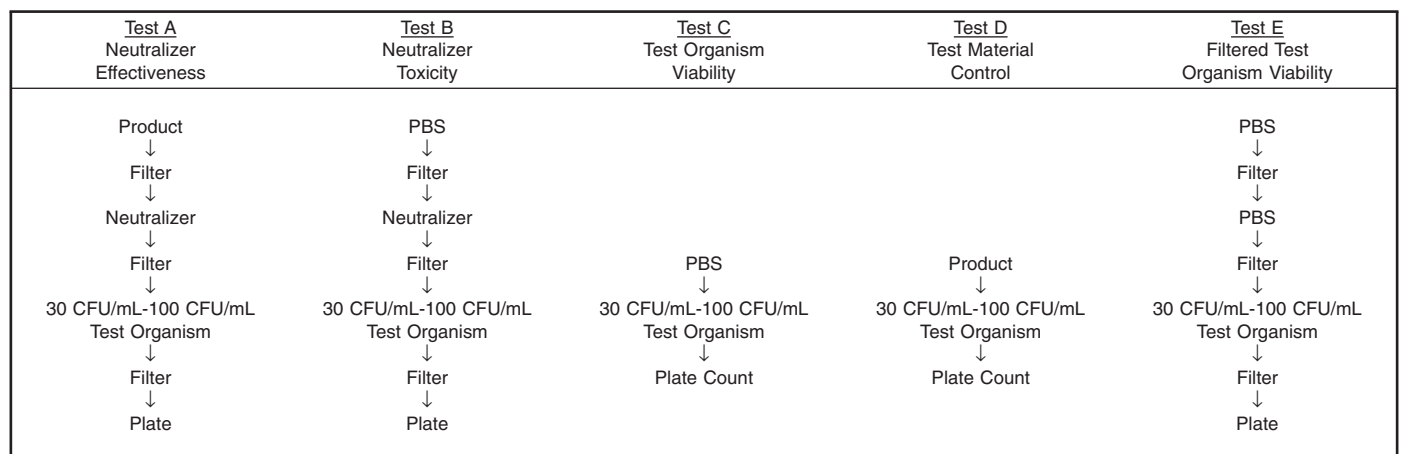 Test A
Neutralizer
Effectiveness
Test B
Neutralizer
Toxicity
Test C
Test Organism
Viability
Test D
Test Material
Control
Test E
Filtered Test
Organism Viability
Product
↓
Filter
↓
Neutralizer
↓
Filter
↓
30 CFU/mL-100 CFU/mL
Test Organism
↓
Filter
↓
Plate
PBS
↓
Filter
↓
Neutralizer
↓
Filter
↓
30 CFU/mL-100 CFU/mL
Test Organism
↓
Filter
↓
Plate
PBS
↓
30 CFU/mL-100 CFU/mL
Test Organism
↓
Plate Count
Product
↓
30 CFU/mL-100 CFU/mL
Test Organism
↓
Plate Count
PBS
↓
Filter
↓
PBS
↓
Filter
↓
30 CFU/mL-100 CFU/mL
Test Organism
↓
Filter
↓
Plate